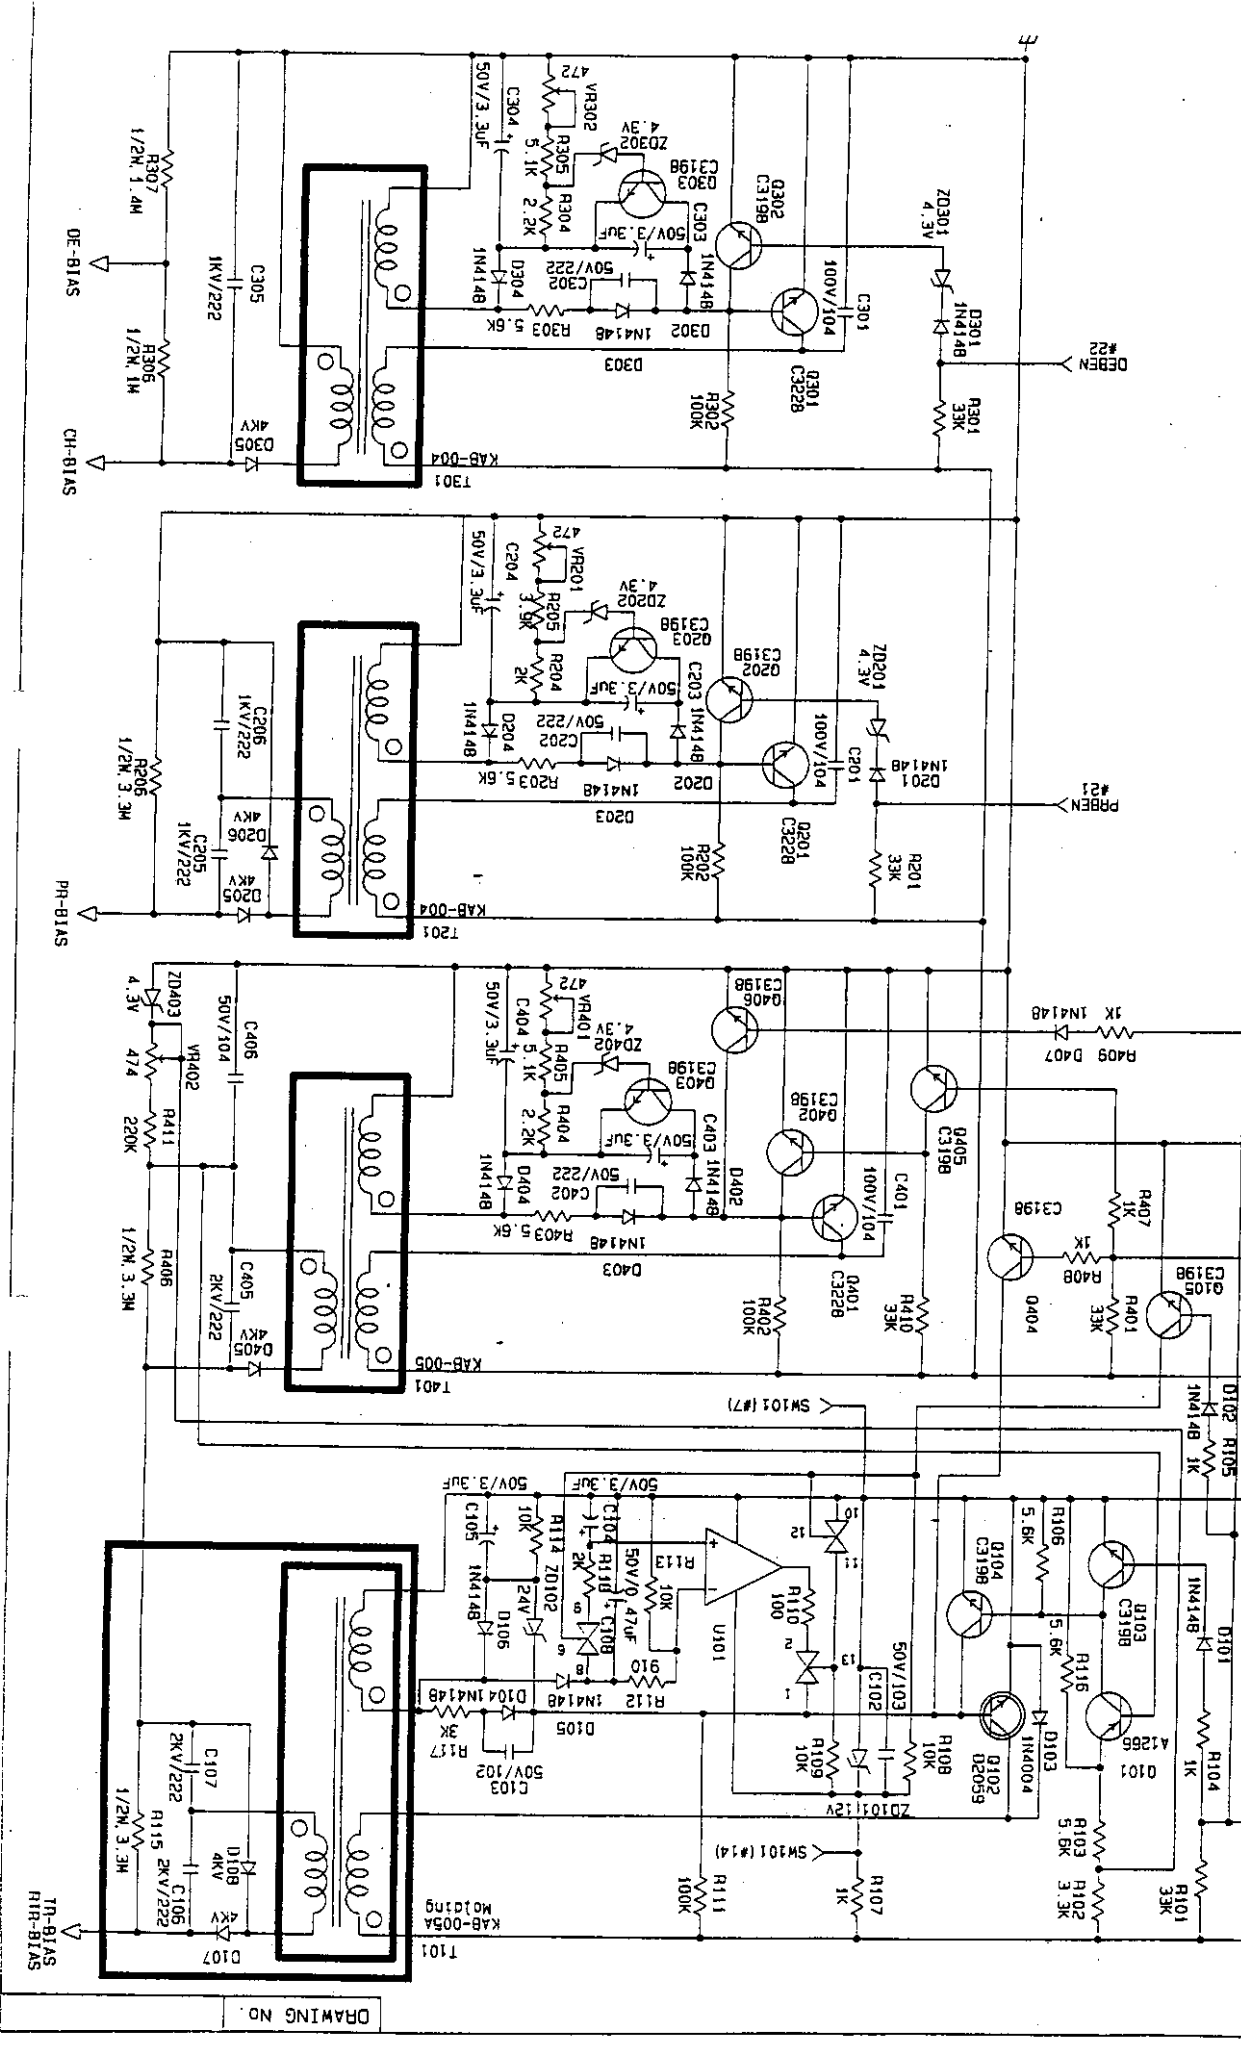 DEBEN
#22
R301
33K
D301
1N4148
ZD301
4.3V
C301
100V/104
Q301
C3228
Q302
C3198
R302
100K
VR302
472
ZD302
4.3V
Q303
C3198
C303
50V/3.3uF
R305
5.1K
R304
2.2K
C304
50V/3.3uF
D304
1N4148
C302
50V/222
R303 5.6K
1N4148
D303
1N4148
D302
KAB-004
T301
C305
1KV/222
D305
4KV
R307
1/2W, 1.4M
R306
1/2W, 1M
DE-BIAS
CH-BIAS
PRBEN
#21
R201
33K
D201
1N4148
ZD201
4.3V
C201
100V/104
Q201
C3228
Q202
C3198
R202
100K
VR201
472
ZD202
4.3V
Q203
C3198
C203
50V/3.3uF
R205
3.9K
R204
2K
C204
50V/3.3uF
D204
1N4148
C202
50V/222
R203 5.6K
1N4148
D203
1N4148
D202
KAB-004
T201
C206
1KV/222
C205
1KV/222
D206
4KV
D205
4KV
R206
1/2W, 3.3M
PR-BIAS
R409
1K
D407
1N4148
Q406
C3198
Q405
C3198
Q402
C3198
R407
1K
R408
1K
R401
33K
Q404
C3198
Q105
C3198
R410
33K
C401
100V/104
Q401
C3228
R402
100K
VR401
472
ZD402
4.3V
Q403
C3198
C403
50V/3.3uF
R405
5.1K
R404
2.2K
C404
50V/3.3uF
D404
1N4148
C402
50V/222
R403 5.6K
1N4148
D403
1N4148
D402
KAB-005
T401
ZD403
4.3V
VR402
474
R411
220K
C406
50V/104
C405
2KV/222
D405
4KV
R406
1/2W, 3.3M
SW101(#7)
D102
1N4148
R105
1K
R106
5.6K
Q104
C3198
Q103
C3198
D101
1N4148
R104
1K
R116
5.6K
Q101
A1266
R103
5.6K
R102
3.3K
R101
33K
D103
1N4004
Q102
D2059
R108
10K
C102
50V/103
ZD101(12V
R109
10K
R107
1K
SW101(#14)
R111
100K
10
11
12
13
2
1
R110
100
U101
+
-
R113
10K
R112
910
C108
50V/0.47uF
C104
50V/3.3uF
R118
2K
9
6
8
R114
10K
ZD102
24V
C105
50V/3.3uF
D106
1N4148
D104 1N4148
1N4148
D105
R117
3K
C103
50V/102
T101
KAB-005A
Molding
C107
2KV/222
C106
2KV/222
D108
4KV
D107
4KV
R115
1/2W, 3.3M
TR-BIAS
RTR-BIAS
DRAWING No.